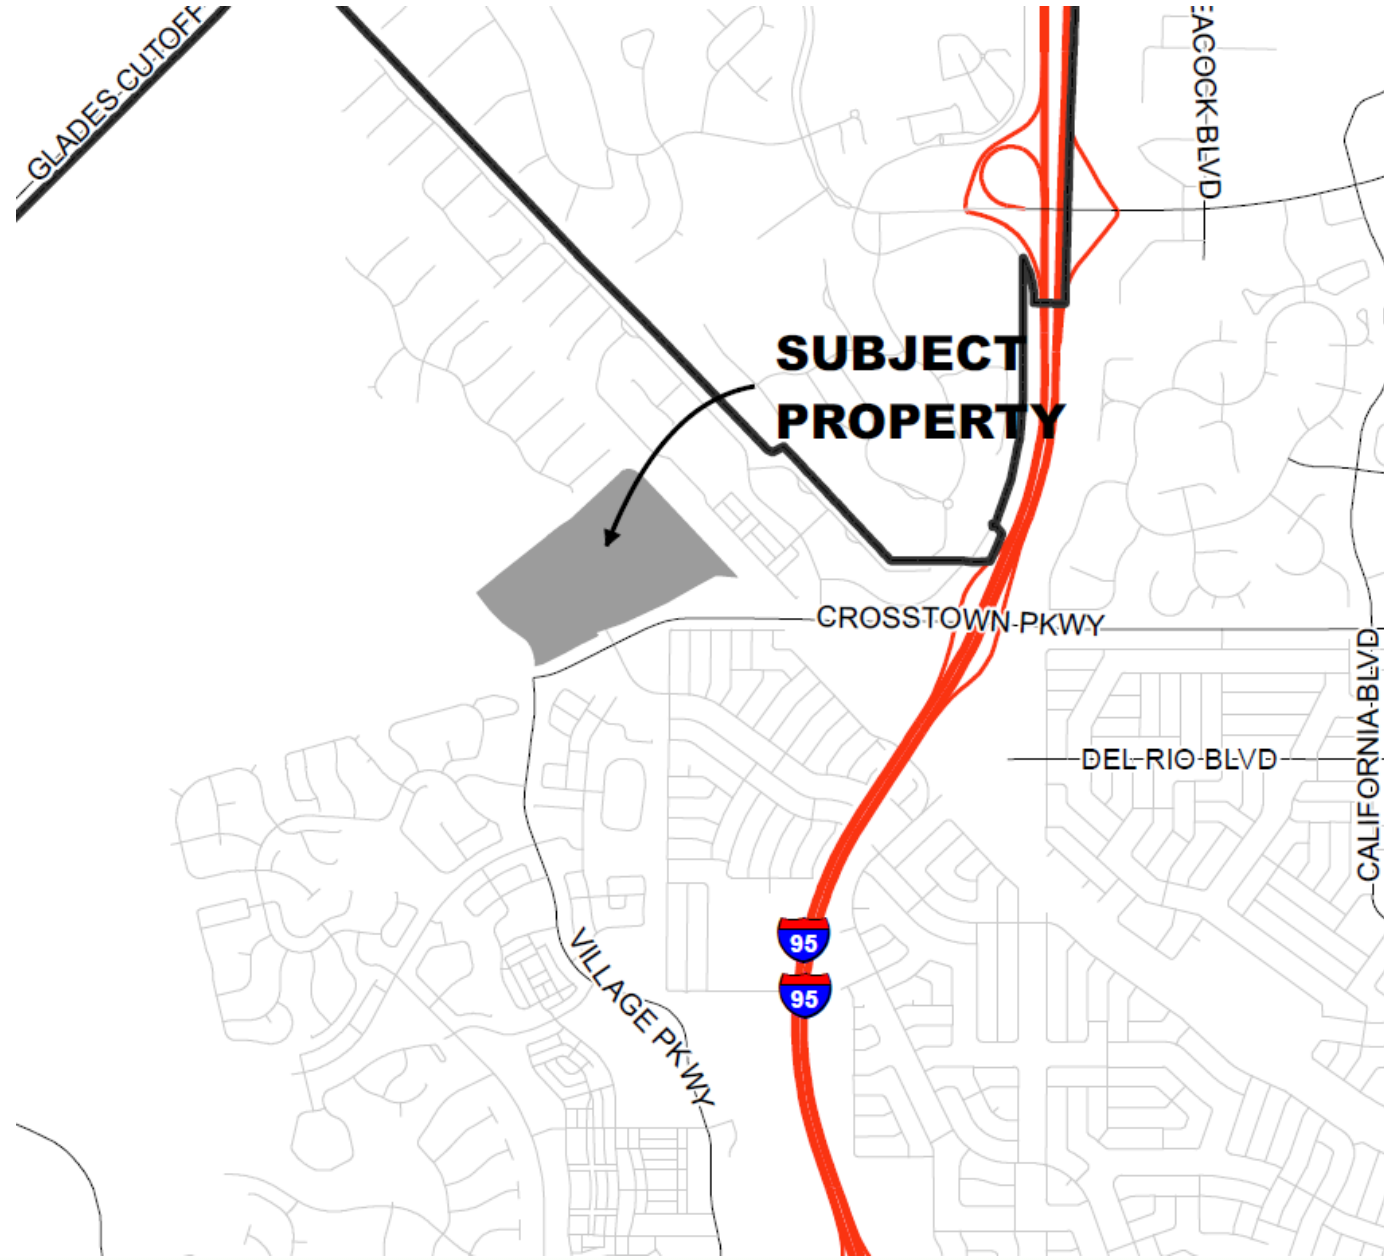 GLADES CUTOFF
EACOCK BLVD
SUBJECT
PROPERTY
CROSSTOWN PKWY
DEL RIO BLVD
CALIFORNIA BLVD
95
95
VILLAGE PKWY